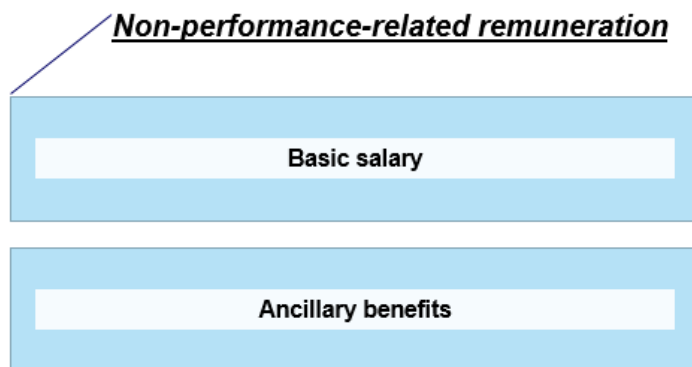 Non-performance-related remuneration
Basic salary
Ancillary benefits